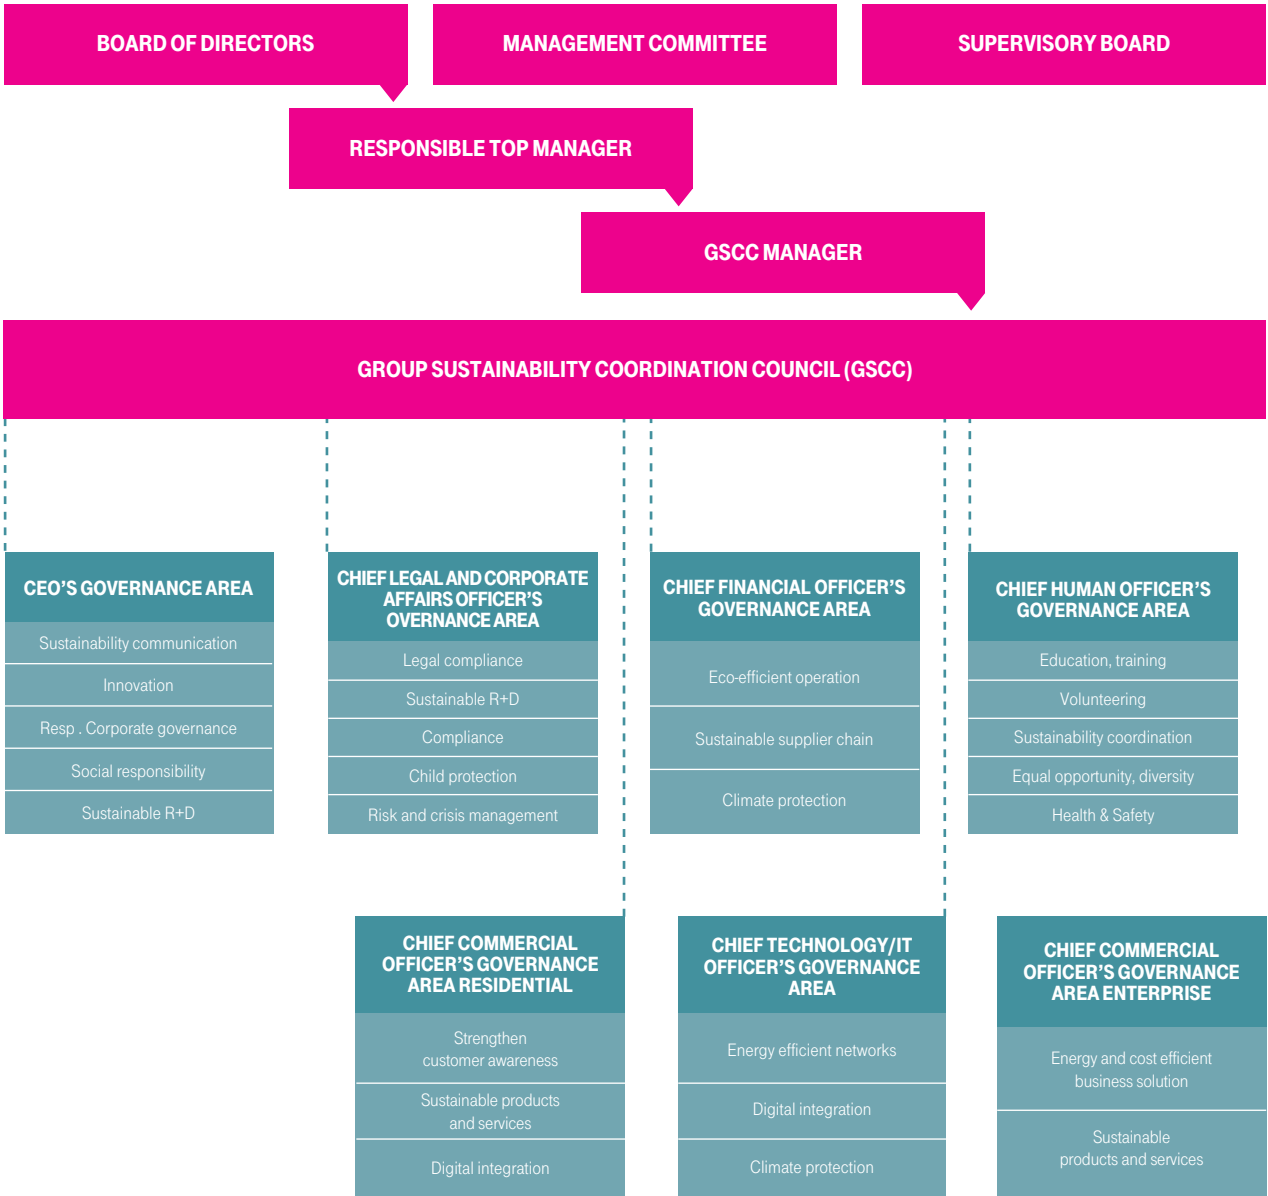 BOARD OF DIRECTORS
MANAGEMENT COMMITTEE
SUPERVISORY BOARD
RESPONSIBLE TOP MANAGER
GSCC MANAGER
GROUP SUSTAINABILITY COORDINATION COUNCIL (GSCC)
CEO'S GOVERNANCE AREA
Sustainability communication
Innovation
Resp . Corporate governance
Social responsibility
Sustainable R+D
CHIEF LEGAL AND CORPORATE
AFFAIRS OFFICER'S
OVERNANCE AREA
Legal compliance
Sustainable R+D
Compliance
Child protection
Risk and crisis management
CHIEF FINANCIAL OFFICER'S
GOVERNANCE AREA
Eco-efficient operation
Sustainable supplier chain
Climate protection
CHIEF HUMAN OFFICER'S
GOVERNANCE AREA
Education, training
Volunteering
Sustainability coordination
Equal opportunity, diversity
Health & Safety
CHIEF COMMERCIAL
OFFICER'S GOVERNANCE
AREA RESIDENTIAL
Strengthen
customer awareness
Sustainable products
and services
Digital integration
CHIEF TECHNOLOGY/IT
OFFICER'S GOVERNANCE
AREA
Energy efficient networks
Digital integration
Climate protection
CHIEF COMMERCIAL
OFFICER'S GOVERNANCE
AREA ENTERPRISE
Energy and cost efficient
business solution
Sustainable
products and services